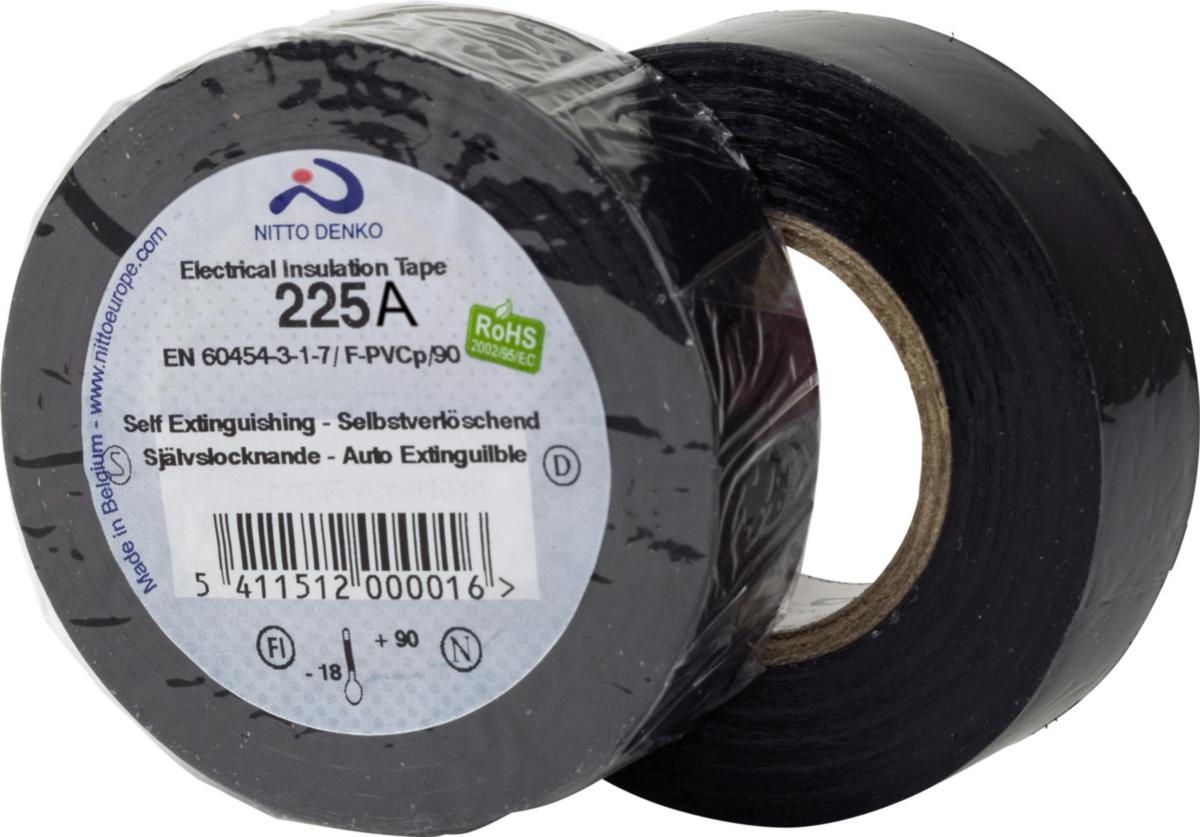 NITTO DENKO
Electrical Insulation Tape
225A
EN 60454-3-1-7/ F-PVCp/90
RoHS
2002/95/EC
Self Extinguishing - Selbstverlöschend
Självslocknande - Auto Extinguilble
S
D
Made in Belgium - www.nittoeurope.com
5 411512 000016 >
FI
- 18
+ 90
N